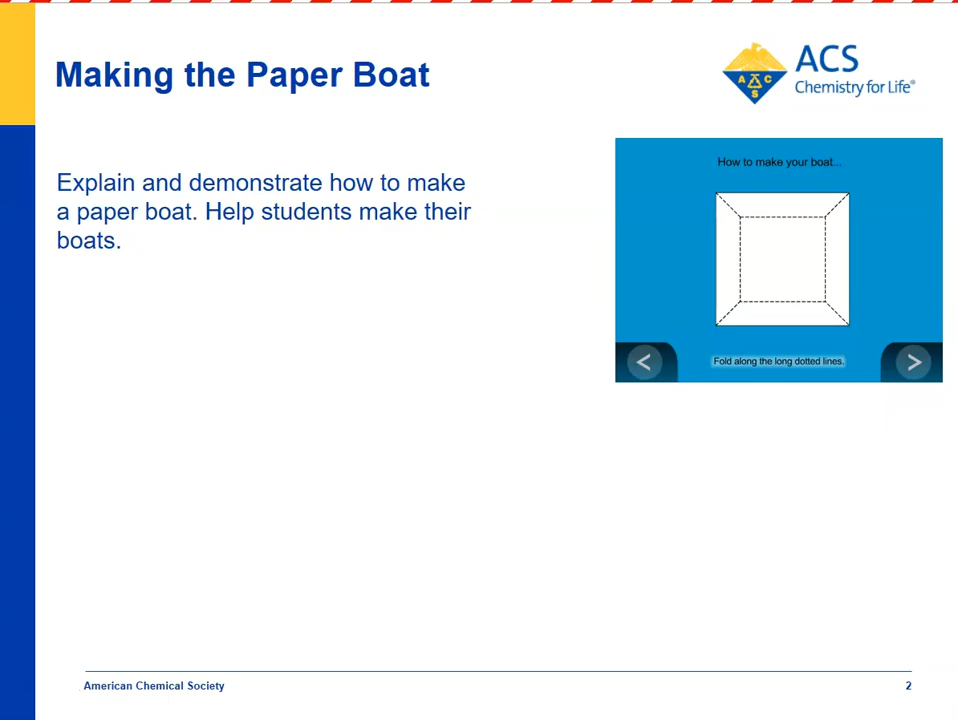 Making the Paper Boat
ACS
Chemistry for Life®
A C S
Explain and demonstrate how to make
a paper boat. Help students make their
boats.
How to make your boat...
< Fold along the long dotted lines. >
American Chemical Society 2